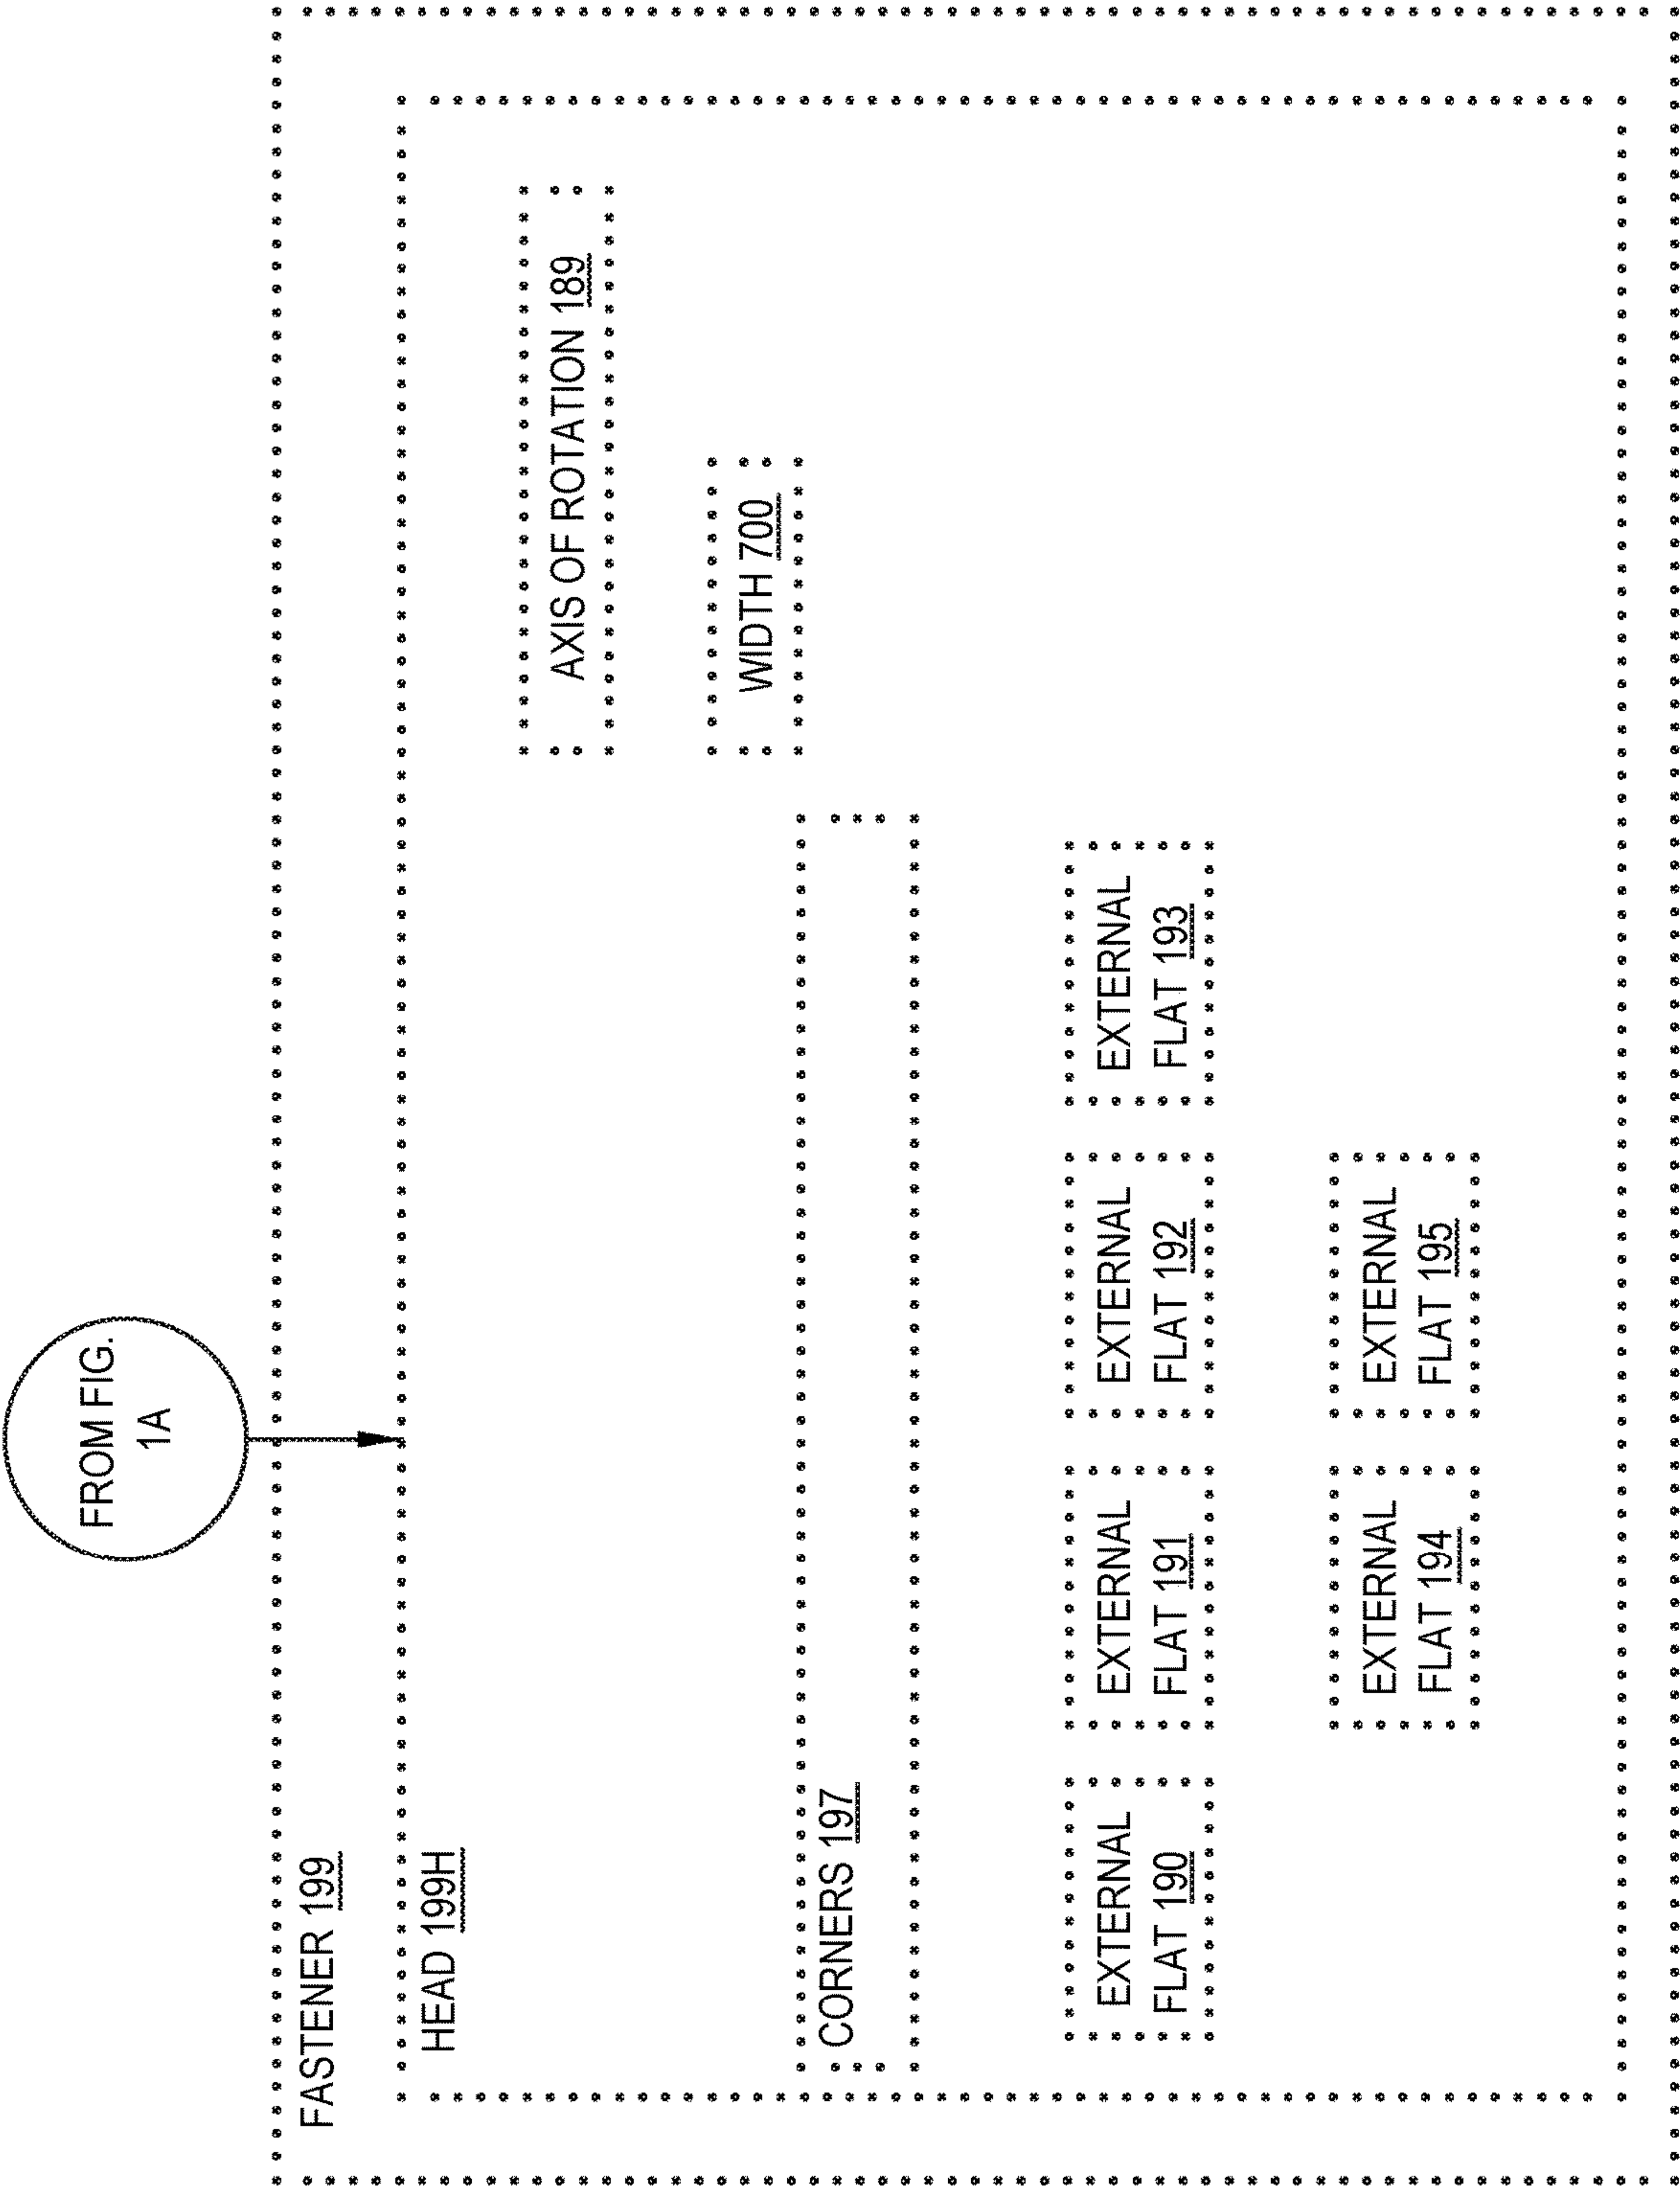 FROM FIG.
1A
FASTENER 199
HEAD 199H
AXIS OF ROTATION 189
WIDTH 700
CORNERS 197
EXTERNAL
FLAT 190
EXTERNAL
FLAT 191
EXTERNAL
FLAT 192
EXTERNAL
FLAT 193
EXTERNAL
FLAT 194
EXTERNAL
FLAT 195